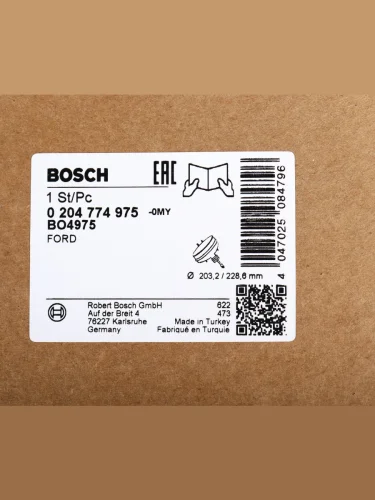 BOSCH
EAC
1 St/Pc
0 204 774 975 -0MY
BO4975
FORD
Ø 203,2 / 228,6 mm
4 047025 084796
Robert Bosch GmbH
Auf der Breit 4
76227 Karlsruhe
Germany
622
473
Made in Turkey
Fabriqué en Turquie